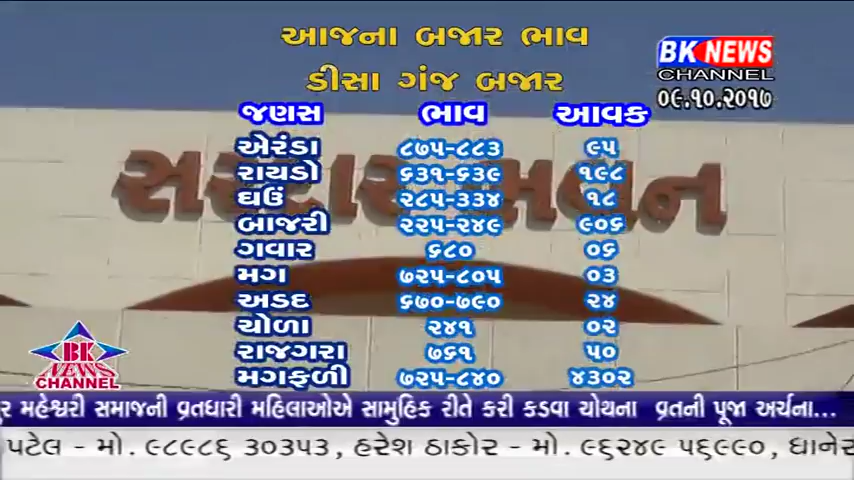 આજના બજાર ભાવ
ડીસા ગંજ બજાર
BK NEWS
CHANNEL
૦૯.૧૦.૨૦૧૭
જણસ ભાવ આવક
એરંડા ૮૭૫-૮૮૩ ૯૫
રાયડો ૬૩૧-૬૩૯ ૧૯૮
ઘઉં ૨૮૫-૩૩૪ ૧૮
બાજરી ૨૨૫-૨૪૯ ૯૦૬
ગવાર ૬૮૦ ૦૬
મગ ૭૨૫-૮૦૫ ૦૩
અડદ ૬૭૦-૭૯૦ ૨૪
ચોળા ૨૪૧ ૦૨
રાજગરા ૭૬૧ ૫૦
મગફળી ૭૨૫-૮૪૦ ૪૩૦૨
સરદાર ભવન
BK
NEWS
CHANNEL
પુર મહેશ્વરી સમાજની વ્રતધારી મહિલાઓએ સામુહિક રીતે કરી કડવા ચોથના વ્રતની પૂજા અર્ચના...
પટેલ - મો. ૯૮૯૮૬ ૩૦૩૫૩, હરેશ ઠાકોર - મો. ૯૬૨૪૯ ૫૬૯૯૦, ધાનેર